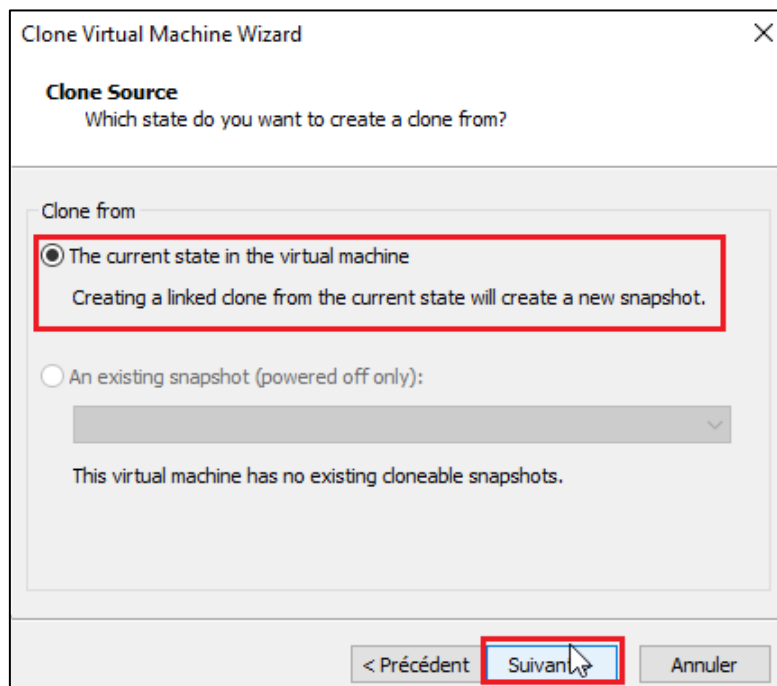 Clone Virtual Machine Wizard
Clone Source
Which state do you want to create a clone from?
Clone from
The current state in the virtual machine
Creating a linked clone from the current state will create a new snapshot.
An existing snapshot (powered off only):
This virtual machine has no existing cloneable snapshots.
< Précédent Suivant > Annuler